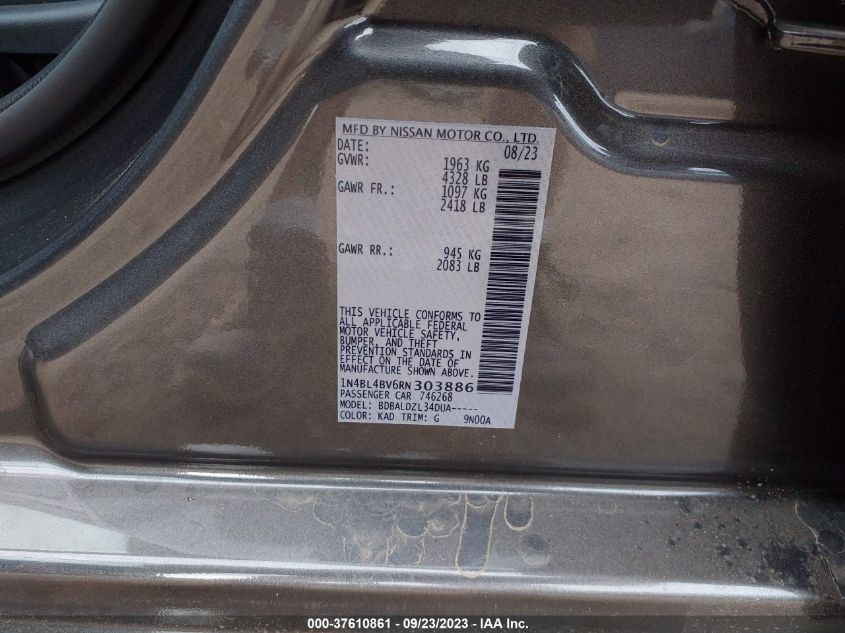 MFD BY NISSAN MOTOR CO., LTD.
DATE: 08/23
GVWR: 1963 KG
4328 LB
GAWR FR.: 1097 KG
2418 LB
GAWR RR.: 945 KG
2083 LB
THIS VEHICLE CONFORMS TO
ALL APPLICABLE FEDERAL
MOTOR VEHICLE SAFETY,
BUMPER, AND THEFT
PREVENTION STANDARDS IN
EFFECT ON THE DATE OF
MANUFACTURE SHOWN ABOVE.
1N4BL4BV6RN303886
PASSENGER CAR 746268
MODEL: BDBALDZL34DUA-----
COLOR: KAD TRIM: G 9N00A
000-37610861 - 09/23/2023 - IAA Inc.